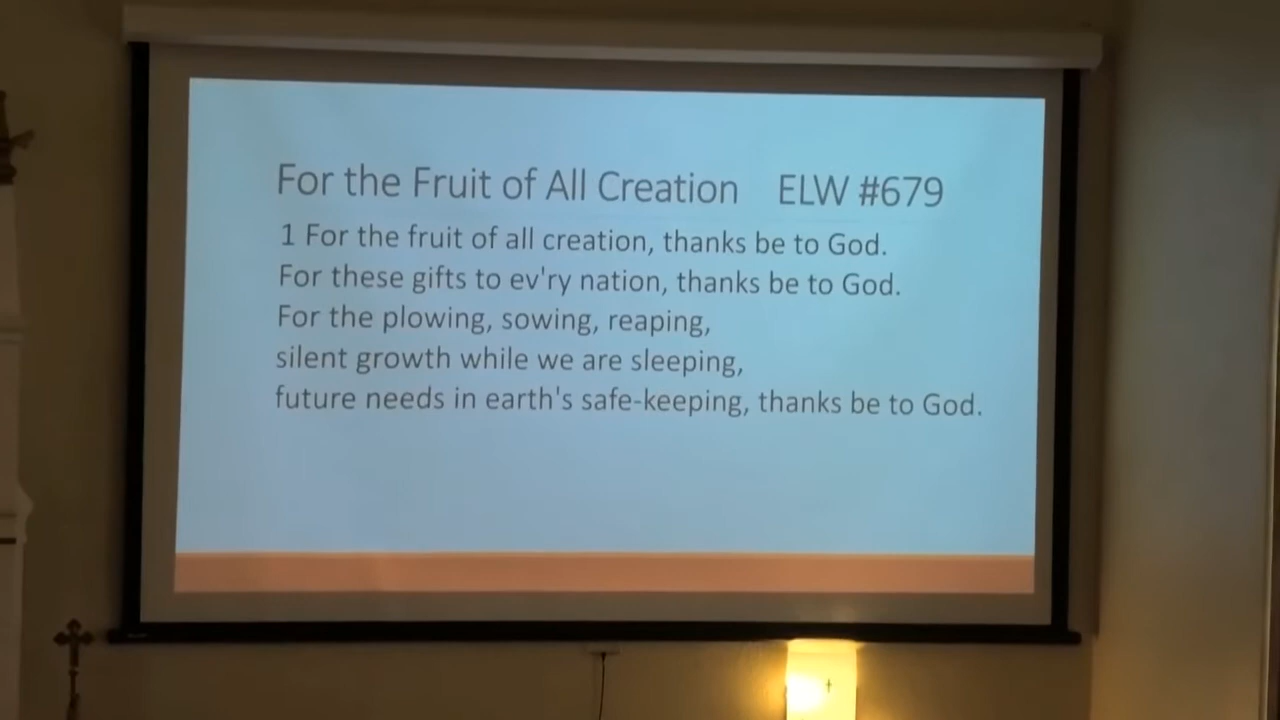 For the Fruit of All Creation ELW #679
1 For the fruit of all creation, thanks be to God.
For these gifts to ev'ry nation, thanks be to God.
For the plowing, sowing, reaping,
silent growth while we are sleeping,
future needs in earth's safe-keeping, thanks be to God.